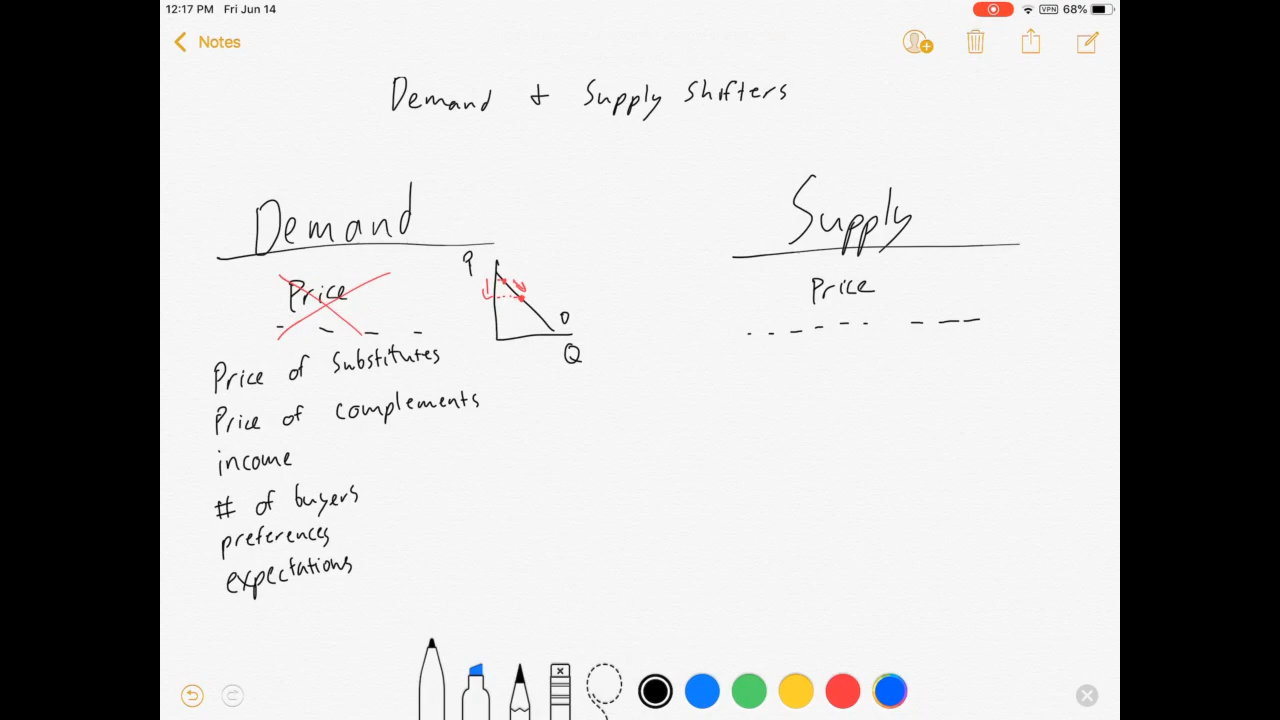 12:17 PM Fri Jun 14
VPN 68%
Notes
Demand + Supply Shifters
Demand
Price
P
D
Q
Price of Substitutes
Price of complements
income
# of buyers
preferences
expectations
Supply
Price